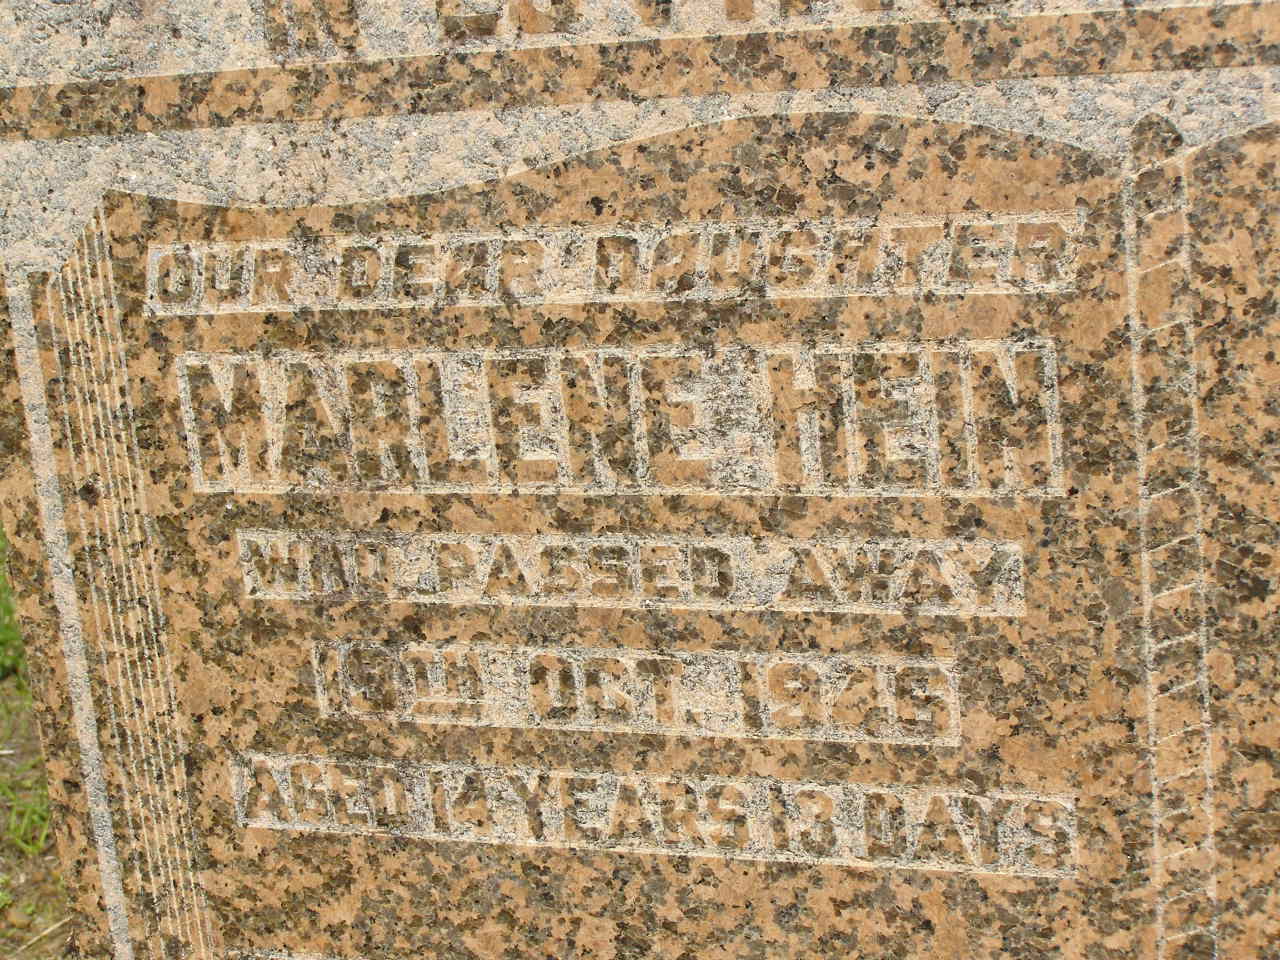 OUR DEAR DAUGHTER
MARLENE HEIN
WHO PASSED AWAY
19TH OCT. 1976
AGED 14 YEARS 13 DAYS